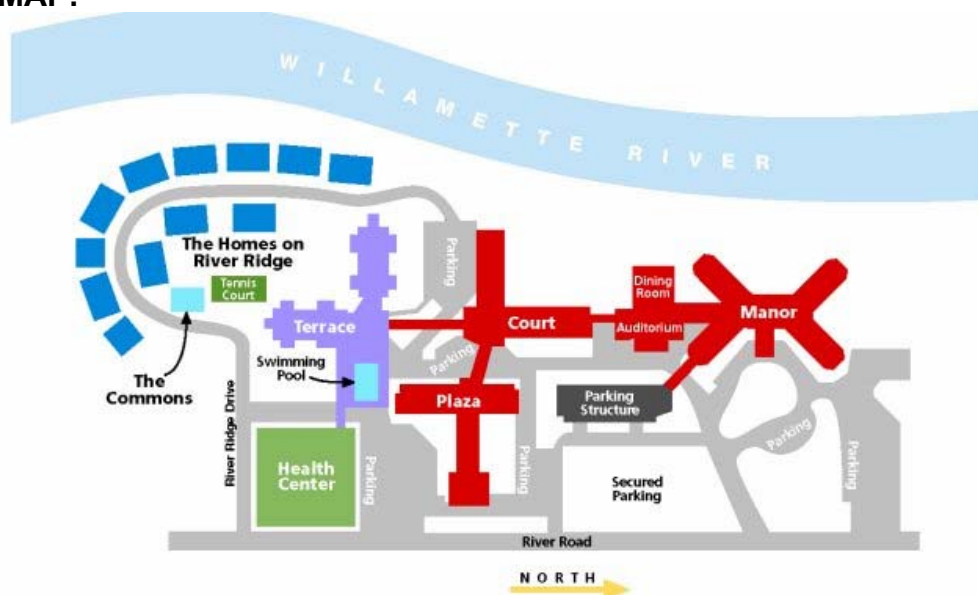 MAP:
WILLAMETTE RIVER
The Homes on
River Ridge
Tennis
Court
Parking
Dining
Room
Terrace
Court
Auditorium
Manor
Swimming
Pool
Parking
The
Commons
Plaza
Parking
Structure
River Ridge Drive
Parking
Health
Center
Parking
Parking
Secured
Parking
Parking
River Road
NORTH